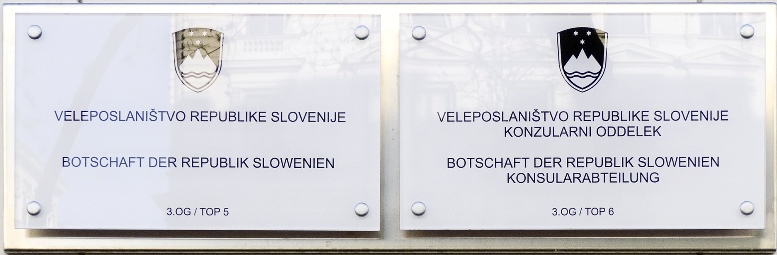 VELEPOSLANIŠTVO REPUBLIKE SLOVENIJE
BOTSCHAFT DER REPUBLIK SLOWENIEN
3.OG / TOP 5
VELEPOSLANIŠTVO REPUBLIKE SLOVENIJE
KONZULARNI ODDELEK
BOTSCHAFT DER REPUBLIK SLOWENIEN
KONSULARABTEILUNG
3.OG / TOP 6